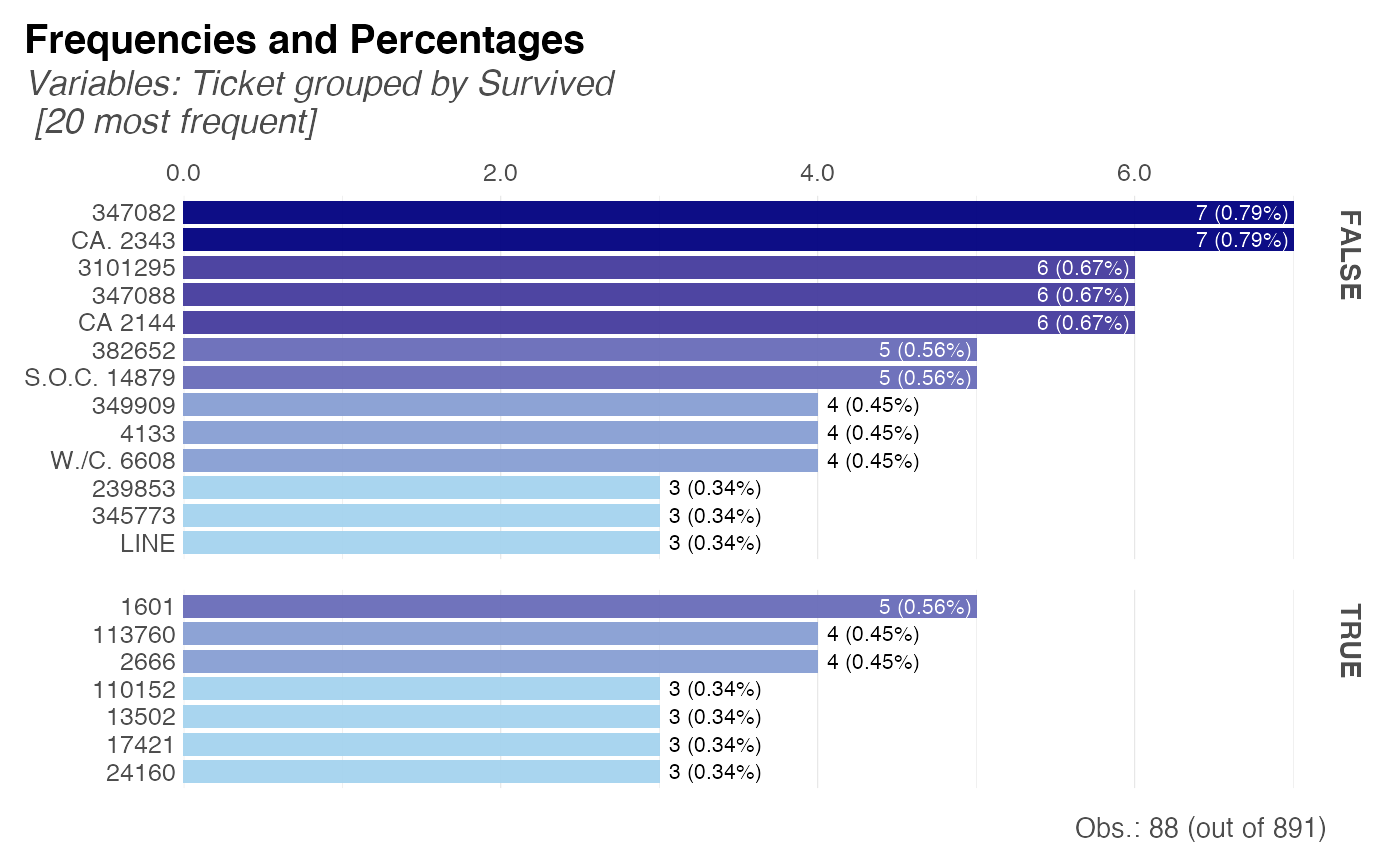 Frequencies and Percentages
Variables: Ticket grouped by Survived
[20 most frequent]
0.0 2.0 4.0 6.0
347082 7 (0.79%)
CA. 2343 7 (0.79%)
3101295 6 (0.67%)
347088 6 (0.67%)
CA 2144 6 (0.67%)
382652 5 (0.56%)
S.O.C. 14879 5 (0.56%)
349909 4 (0.45%)
4133 4 (0.45%)
W./C. 6608 4 (0.45%)
239853 3 (0.34%)
345773 3 (0.34%)
LINE 3 (0.34%)
FALSE
1601 5 (0.56%)
113760 4 (0.45%)
2666 4 (0.45%)
110152 3 (0.34%)
13502 3 (0.34%)
17421 3 (0.34%)
24160 3 (0.34%)
TRUE
Obs.: 88 (out of 891)